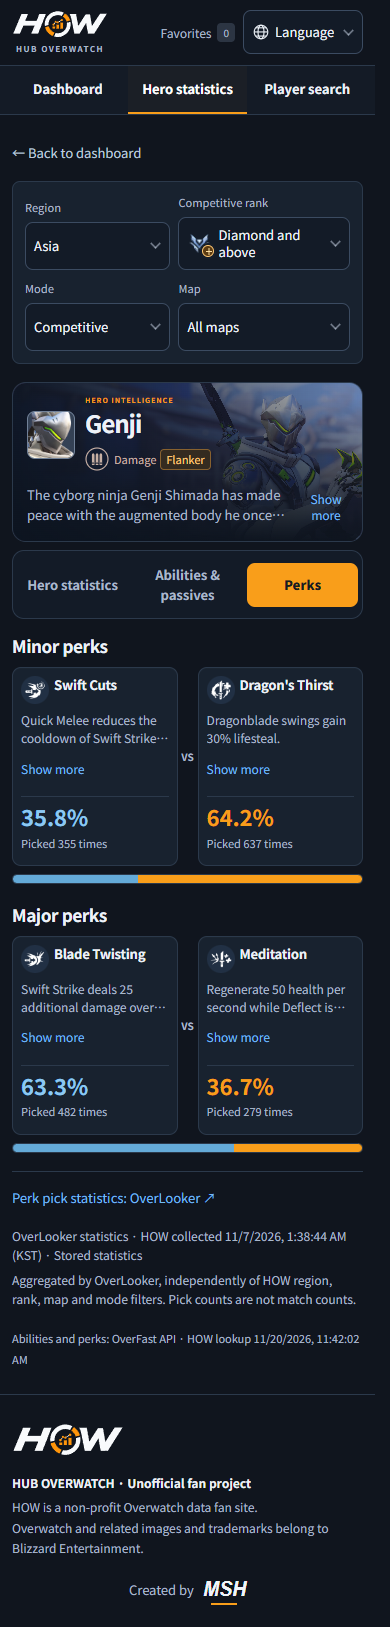 HOW
HUB OVERWATCH
Favorites 0
Language
Dashboard
Hero statistics
Player search
← Back to dashboard
Region
Competitive rank
Asia
Diamond and
above
Mode
Map
Competitive
All maps
HERO INTELLIGENCE
Genji
Damage
Flanker
The cyborg ninja Genji Shimada has made
peace with the augmented body he once…
Show
more
Hero statistics
Abilities &
passives
Perks
Minor perks
Swift Cuts
Quick Melee reduces the
cooldown of Swift Strike…
Show more
35.8%
Picked 355 times
VS
Dragon's Thirst
Dragonblade swings gain
30% lifesteal.
Show more
64.2%
Picked 637 times
Major perks
Blade Twisting
Swift Strike deals 25
additional damage over…
Show more
63.3%
Picked 482 times
VS
Meditation
Regenerate 50 health per
second while Deflect is…
Show more
36.7%
Picked 279 times
Perk pick statistics: OverLooker ↗
OverLooker statistics · HOW collected 11/7/2026, 1:38:44 AM
(KST) · Stored statistics
Aggregated by OverLooker, independently of HOW region,
rank, map and mode filters. Pick counts are not match counts.
Abilities and perks: OverFast API · HOW lookup 11/20/2026, 11:42:02
AM
HOW
HUB OVERWATCH · Unofficial fan project
HOW is a non-profit Overwatch data fan site.
Overwatch and related images and trademarks belong to
Blizzard Entertainment.
Created by MSH